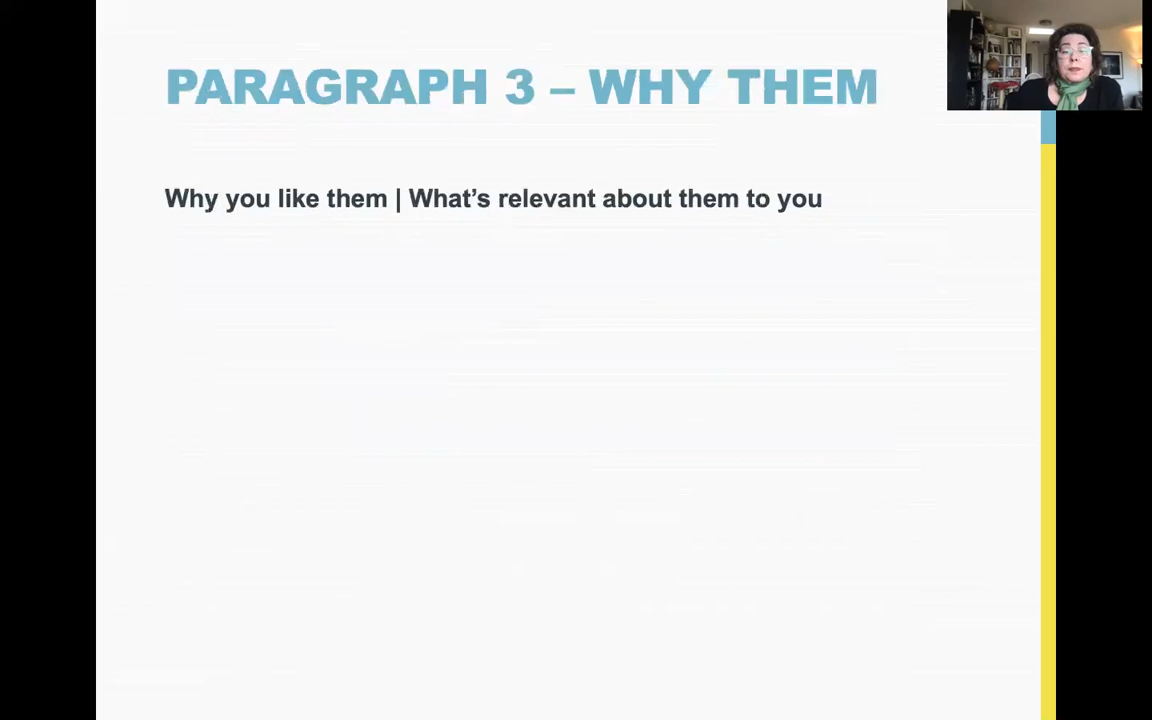 PARAGRAPH 3 – WHY THEM
Why you like them | What’s relevant about them to you